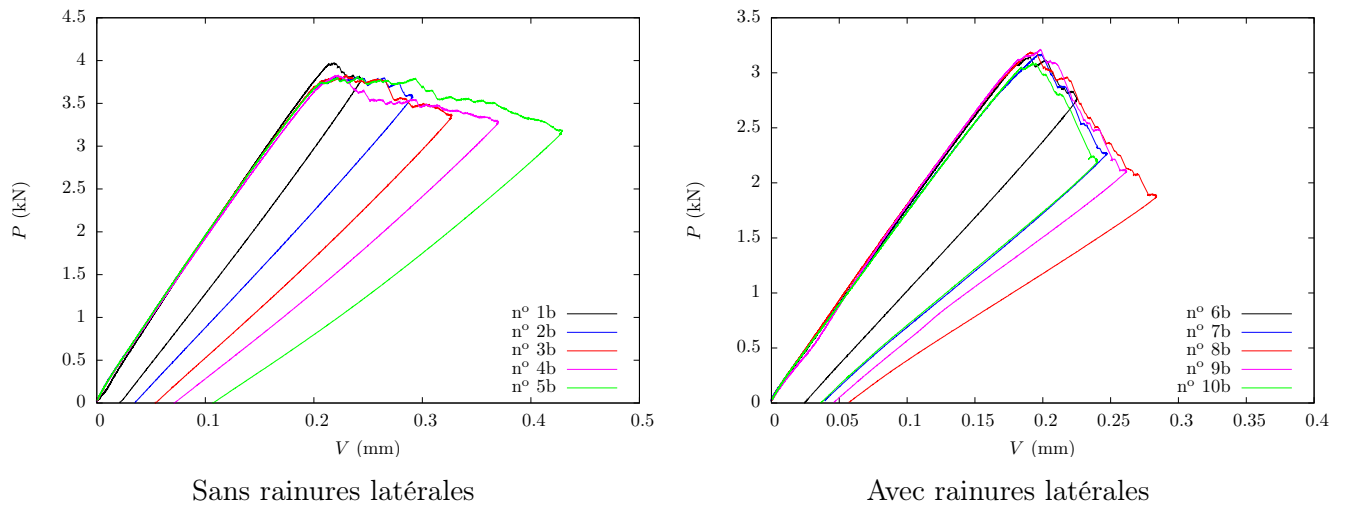 4.5
4
3.5
3
2.5
2
1.5
1
0.5
0
P (kN)
0 0.1 0.2 0.3 0.4 0.5
V (mm)
nº 1b
nº 2b
nº 3b
nº 4b
nº 5b
Sans rainures latérales
3.5
3
2.5
2
1.5
1
0.5
0
P (kN)
0 0.05 0.1 0.15 0.2 0.25 0.3 0.35 0.4
V (mm)
nº 6b
nº 7b
nº 8b
nº 9b
nº 10b
Avec rainures latérales